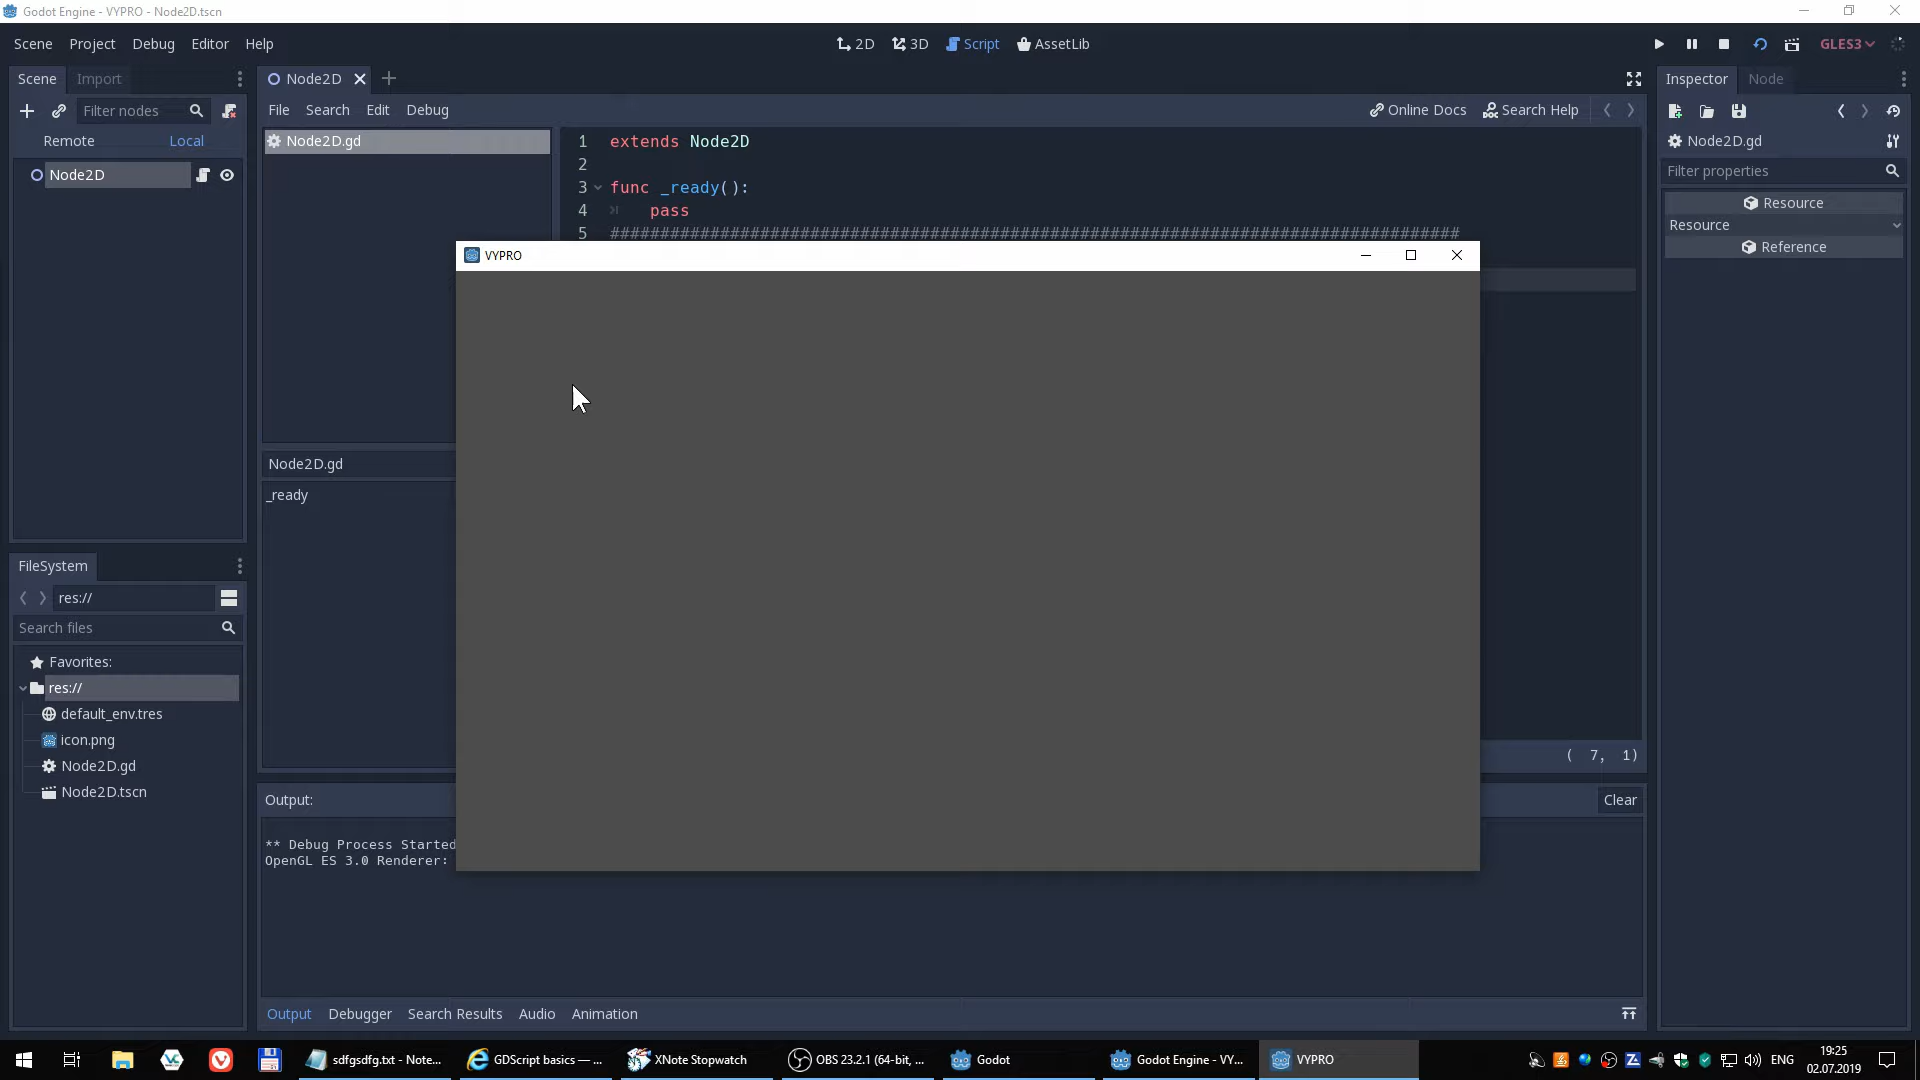 Godot Engine - VYPRO - Node2D.tscn
Scene Project Debug Editor Help
2D 3D Script AssetLib
GLES3
Scene Import
Node2D
Inspector Node
Filter nodes
File Search Edit Debug
Online Docs Search Help
Remote Local
Node2D.gd
Node2D.gd
Filter properties
Node2D
Resource
Resource
Reference
1 extends Node2D
2
3 func _ready():
4 pass
5 #####################################################################################
VYPRO
Node2D.gd
_ready
( 7, 1)
FileSystem
res://
Search files
Favorites:
res://
default_env.tres
icon.png
Node2D.gd
Node2D.tscn
Output:
Clear
** Debug Process Started
OpenGL ES 3.0 Renderer:
Output Debugger Search Results Audio Animation
sdfgsdfg.txt - Note...
GDScript basics — ...
XNote Stopwatch
OBS 23.2.1 (64-bit, ...
Godot
Godot Engine - VY...
VYPRO
ENG
19:25
02.07.2019